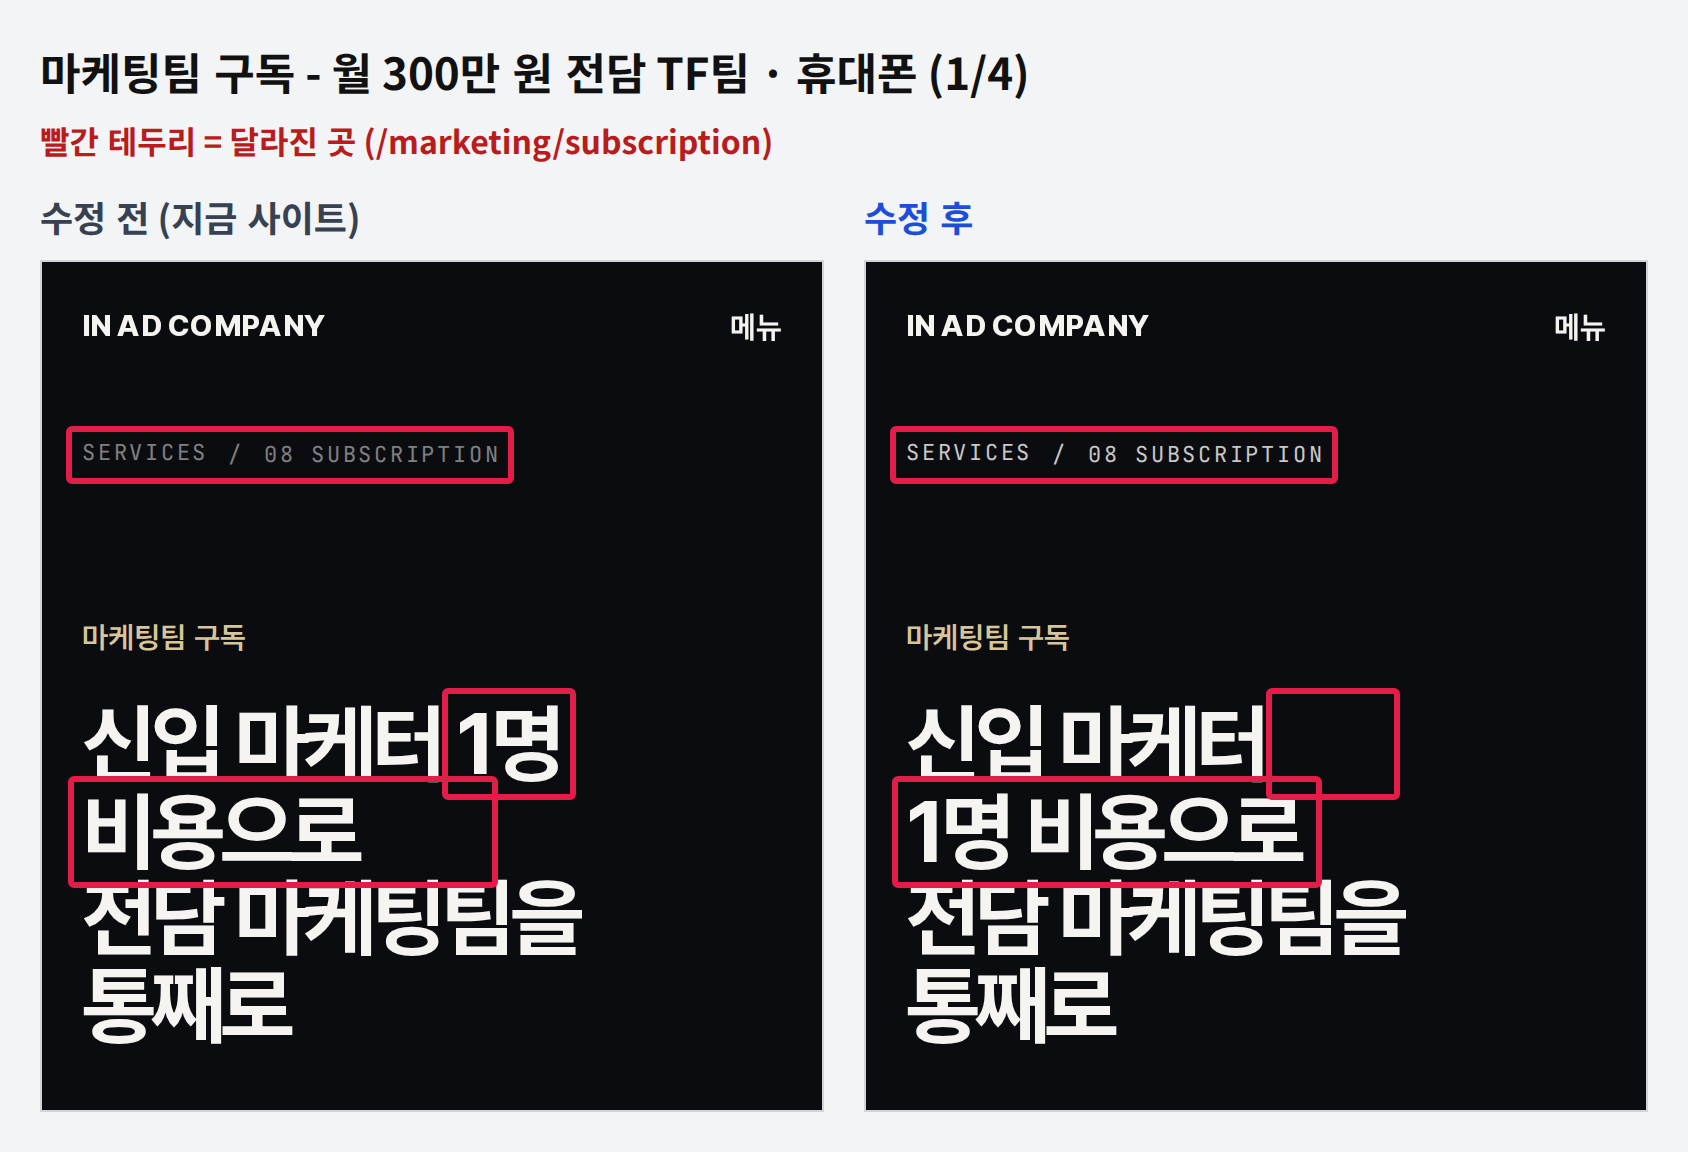 마케팅팀 구독 - 월 300만 원 전담 TF팀 · 휴대폰 (1/4)
빨간 테두리 = 달라진 곳 (/marketing/subscription)
수정 전 (지금 사이트)
IN AD COMPANY
메뉴
SERVICES / 08 SUBSCRIPTION
마케팅팀 구독
신입 마케터 1명
비용으로
전담 마케팅팀을
통째로
수정 후
IN AD COMPANY
메뉴
SERVICES / 08 SUBSCRIPTION
마케팅팀 구독
신입 마케터
1명 비용으로
전담 마케팅팀을
통째로